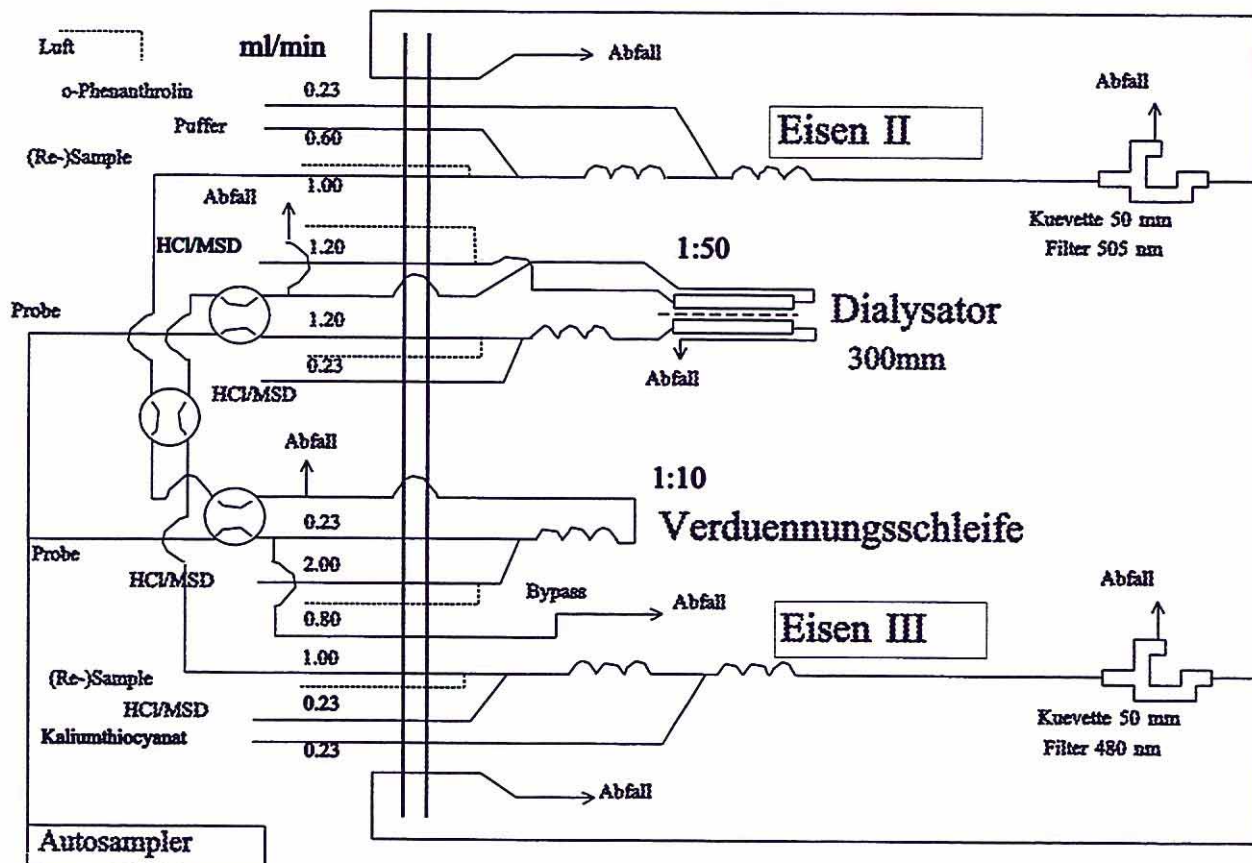 Luft
ml/min
Abfall
o-Phenanthrolin
0.23
Puffer
0.60
(Re-)Sample
1.00
Eisen II
Abfall
Kuevette 50 mm
Filter 505 nm
Abfall
HCl/MSD
1.20
1:50
Probe
1.20
Dialysator
300mm
0.23
HCl/MSD
Abfall
Abfall
1:10
0.23
Verduennungsschleife
Probe
HCl/MSD
2.00
Bypass
0.80
Abfall
Eisen III
Abfall
1.00
(Re-)Sample
0.23
HCl/MSD
Kaliumthiocyanat
0.23
Kuevette 50 mm
Filter 480 nm
Abfall
Autosampler